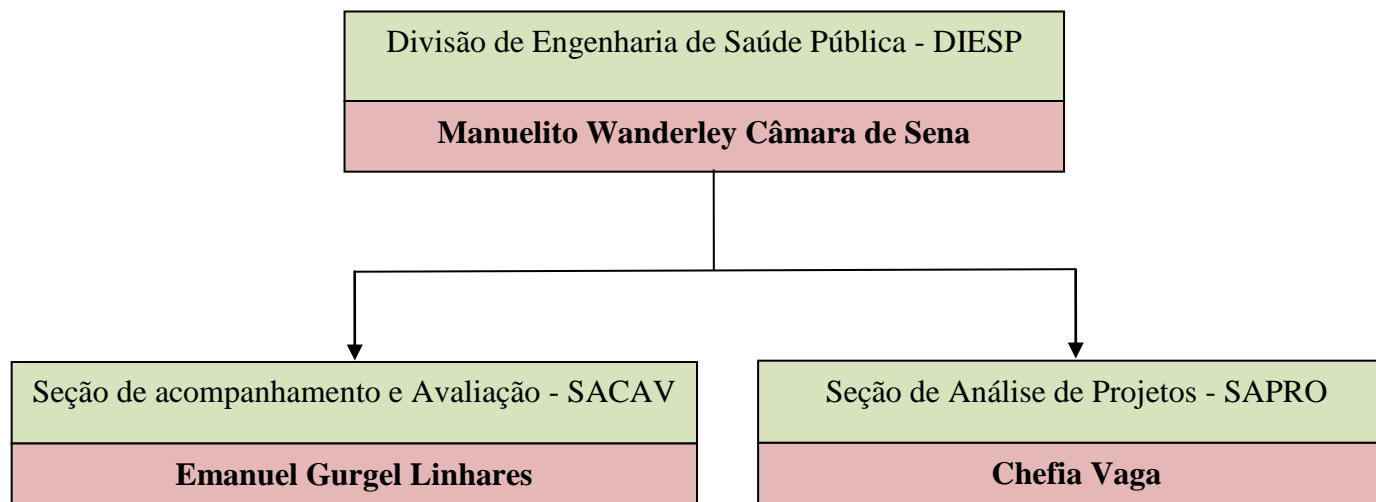 Divisão de Engenharia de Saúde Pública - DIESP
Manuelito Wanderley Câmara de Sena
Seção de acompanhamento e Avaliação - SACAV
Emanuel Gurgel Linhares
Seção de Análise de Projetos - SAPRO
Chefia Vaga